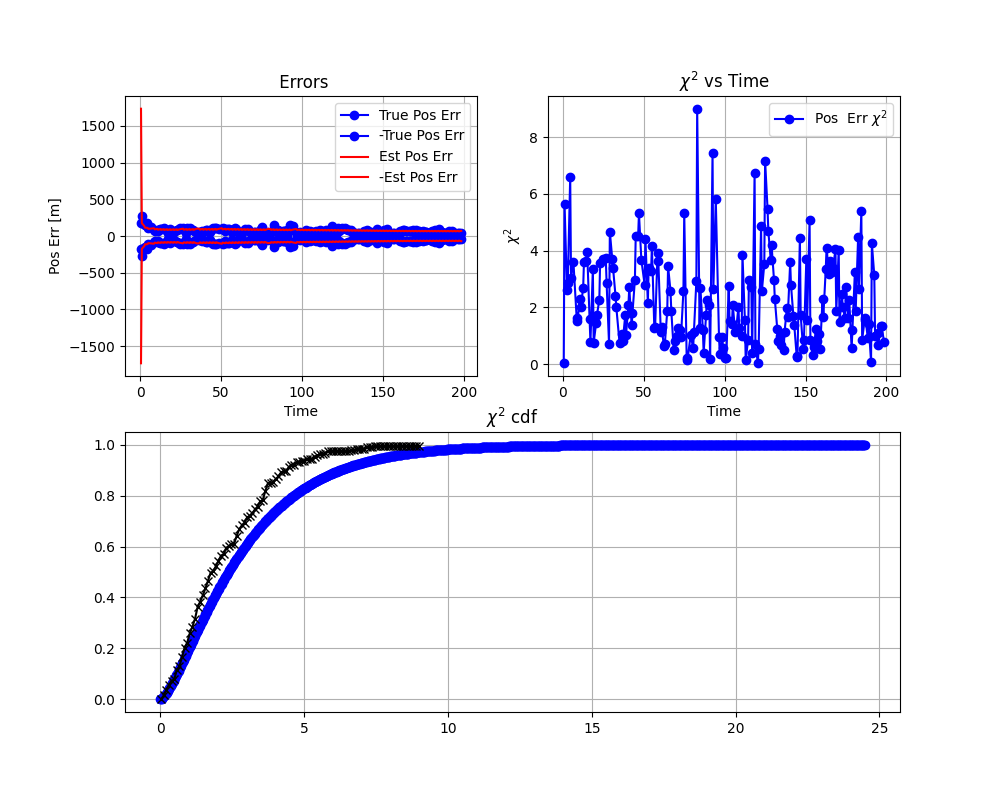 Errors
Pos Err [m]
1500
1000
500
0
−500
−1000
−1500
True Pos Err
-True Pos Err
Est Pos Err
-Est Pos Err
0 50 100 150 200
Time
χ² vs Time
χ²
8
6
4
2
0
Pos Err χ²
0 50 100 150 200
Time
χ² cdf
1.0
0.8
0.6
0.4
0.2
0.0
0 5 10 15 20 25